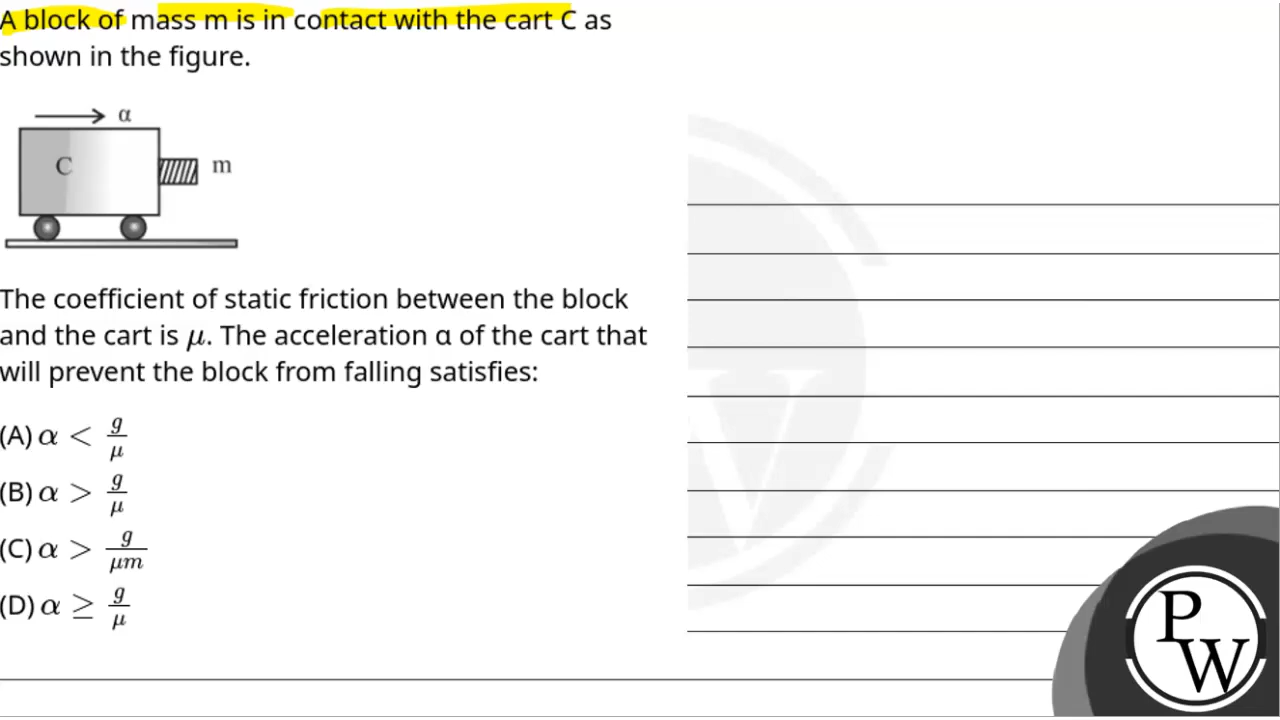 A block of mass m is in contact with the cart C as
shown in the figure.
α
C
m
The coefficient of static friction between the block
and the cart is μ. The acceleration α of the cart that
will prevent the block from falling satisfies:
(A) α < g/μ
(B) α > g/μ
(C) α > g/μm
(D) α ≥ g/μ
P
W